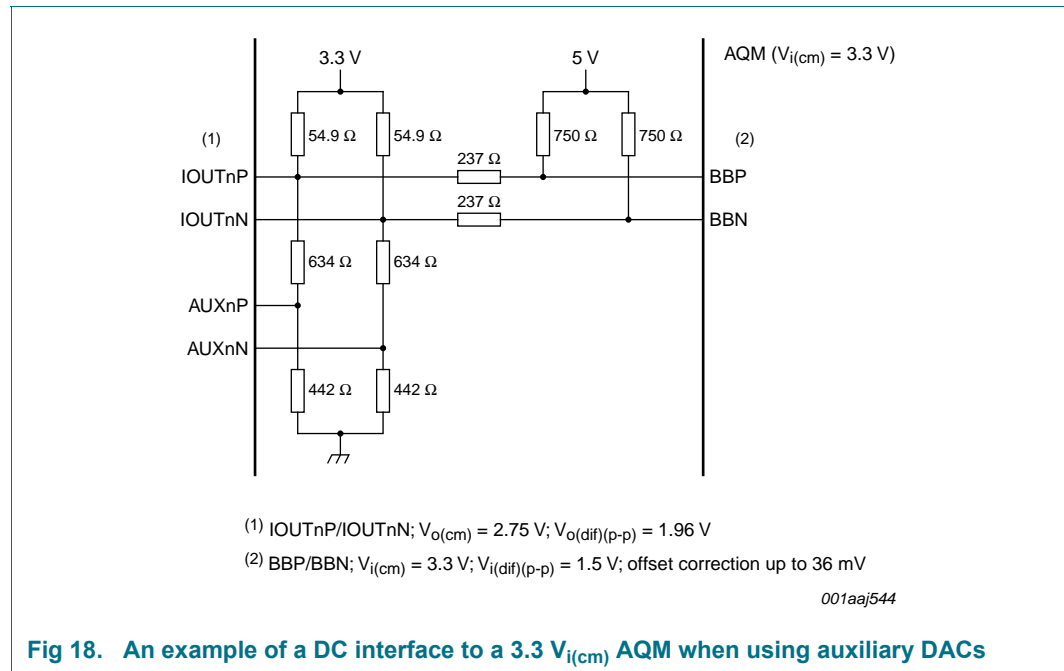 3.3 V 5 V AQM (Vi(cm) = 3.3 V)
(1) 54.9 Ω 54.9 Ω 750 Ω 750 Ω (2)
237 Ω
IOUTnP BBP
237 Ω
IOUTnN BBN
634 Ω 634 Ω
AUXnP
AUXnN
442 Ω 442 Ω
(1) IOUTnP/IOUTnN; Vo(cm) = 2.75 V; Vo(dif)(p-p) = 1.96 V
(2) BBP/BBN; Vi(cm) = 3.3 V; Vi(dif)(p-p) = 1.5 V; offset correction up to 36 mV
001aaj544
Fig 18. An example of a DC interface to a 3.3 Vi(cm) AQM when using auxiliary DACs